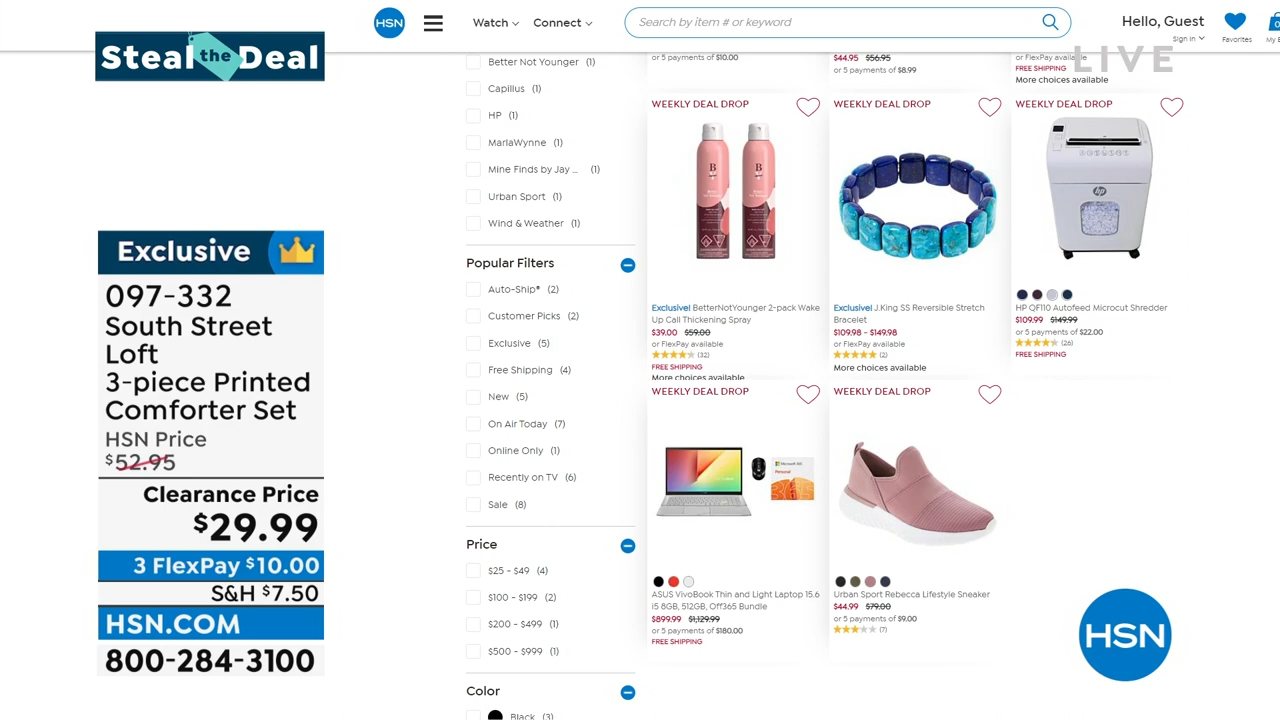 HSN
Watch
Connect
Search by item # or keyword
Hello, Guest
Sign In
Favorites
LIVE
Steal the Deal
Exclusive
097-332
South Street
Loft
3-piece Printed
Comforter Set
HSN Price
$52.95
Clearance Price
$29.99
3 FlexPay $10.00
S&H $7.50
HSN.COM
800-284-3100
Better Not Younger (1)
Capillus (1)
HP (1)
MarlaWynne (1)
Mine Finds by Jay ... (1)
Urban Sport (1)
Wind & Weather (1)
Popular Filters
Auto-Ship® (2)
Customer Picks (2)
Exclusive (5)
Free Shipping (4)
New (5)
On Air Today (7)
Online Only (1)
Recently on TV (6)
Sale (8)
Price
$25 - $49 (4)
$100 - $199 (2)
$200 - $499 (1)
$500 - $999 (1)
Color
Black (3)
or 5 payments of $10.00
$44.95 $56.95
or 5 payments of $8.99
or FlexPay available
FREE SHIPPING
More choices available
WEEKLY DEAL DROP
Exclusive! BetterNotYounger 2-pack Wake
Up Call Thickening Spray
$39.00 $59.00
or FlexPay available
(32)
FREE SHIPPING
More choices available
WEEKLY DEAL DROP
Exclusive! J.King SS Reversible Stretch
Bracelet
$109.98 - $149.98
or FlexPay available
(2)
More choices available
WEEKLY DEAL DROP
hp
HP QF110 Autofeed Microcut Shredder
$109.99 $149.99
or 5 payments of $22.00
(26)
FREE SHIPPING
WEEKLY DEAL DROP
ASUS VivoBook Thin and Light Laptop 15.6
i5 8GB, 512GB, Off365 Bundle
$899.99 $1,129.99
or 5 payments of $180.00
FREE SHIPPING
WEEKLY DEAL DROP
Urban Sport Rebecca Lifestyle Sneaker
$44.99 $79.00
or 5 payments of $9.00
(7)
HSN